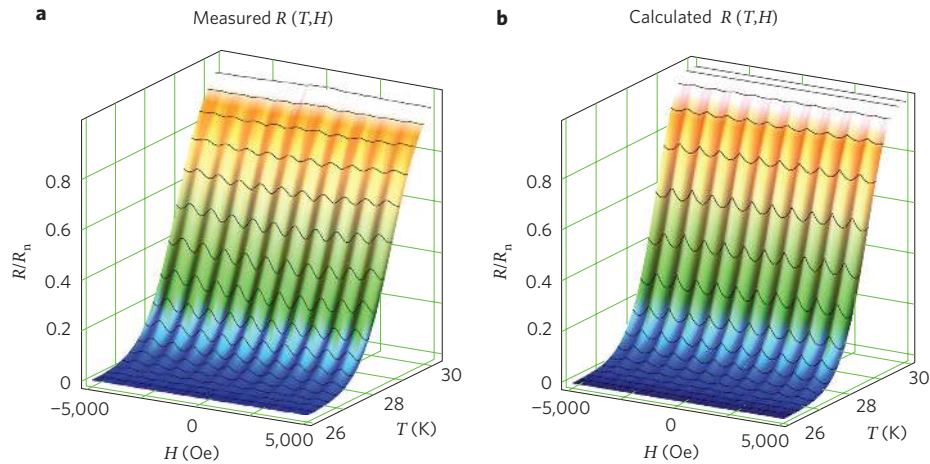 a
Measured R (T,H)
0.8
0.6
0.4
0.2
0
R/Rn
−5,000
0
5,000
H (Oe)
26
28
30
T (K)
b
Calculated R (T,H)
0.8
0.6
0.4
0.2
0
R/Rn
−5,000
0
5,000
H (Oe)
26
28
30
T (K)